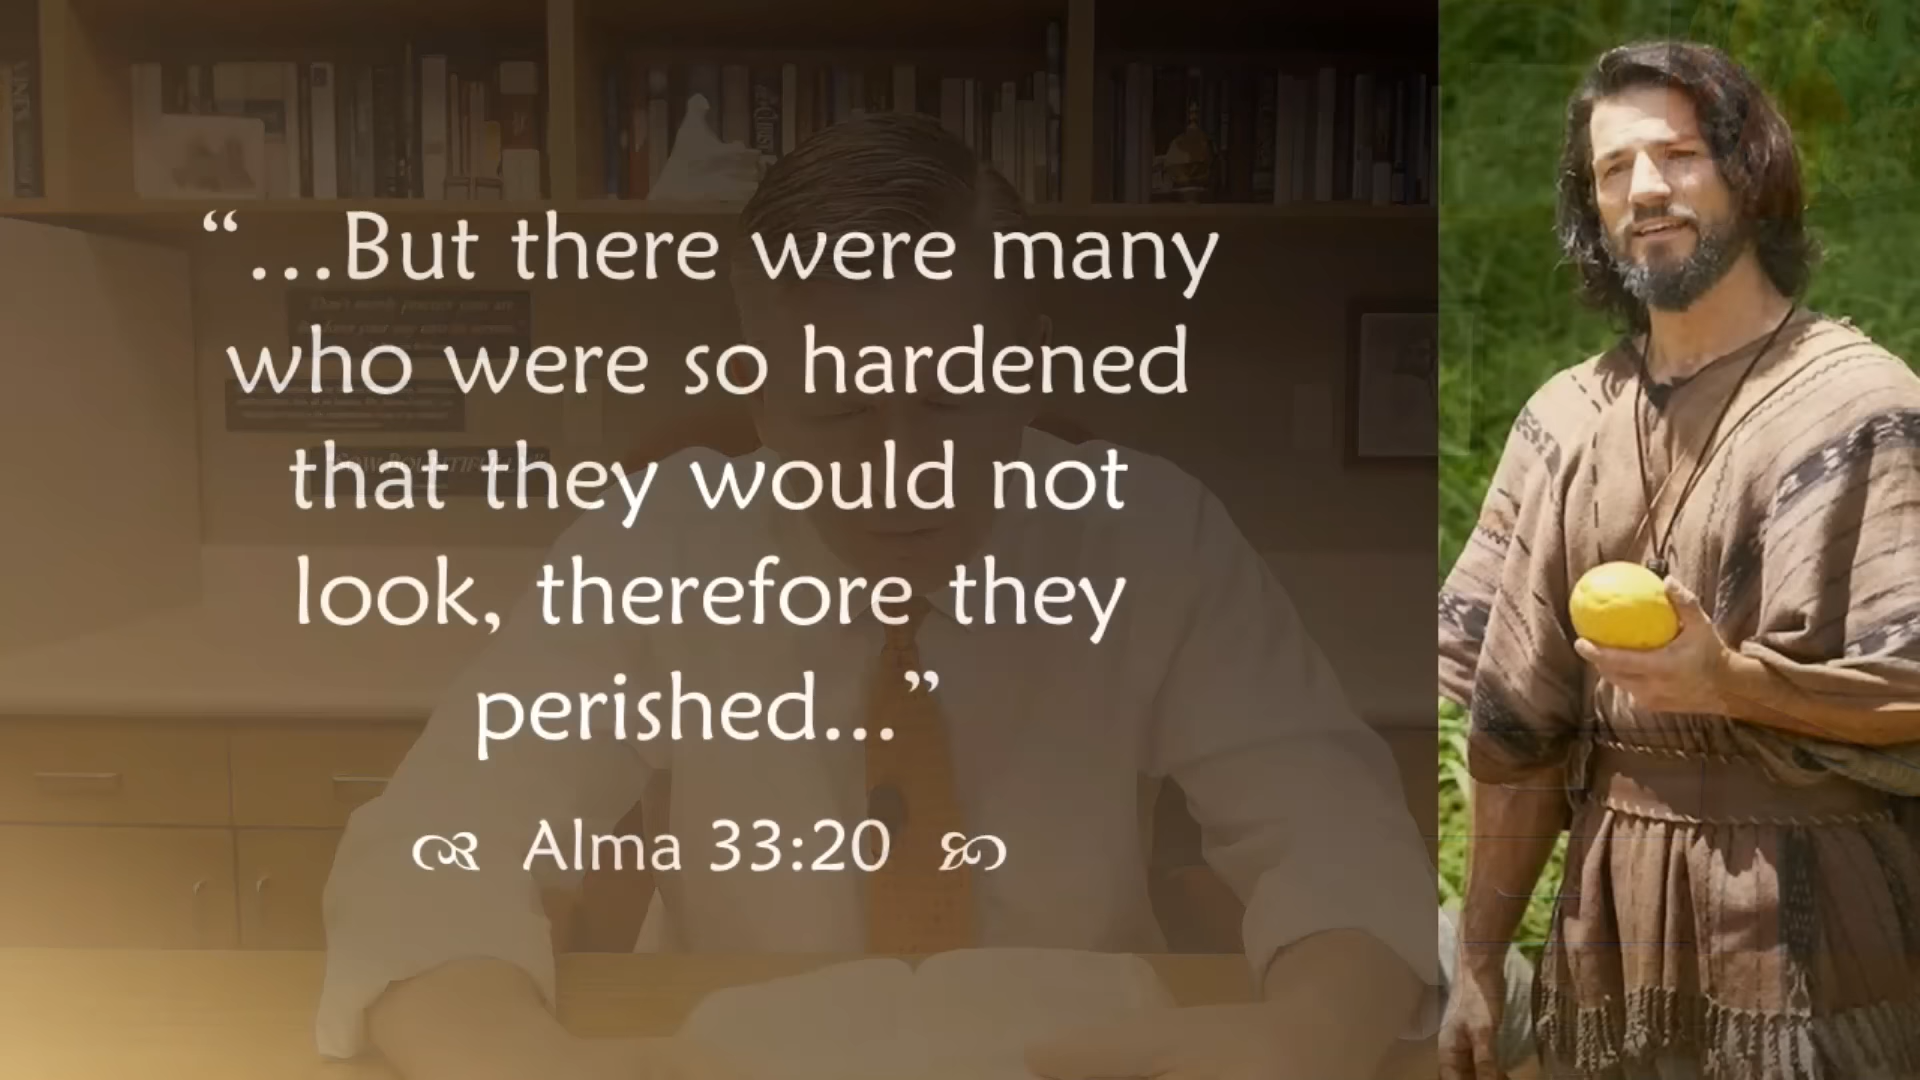 “…But there were many
who were so hardened
that they would not
look, therefore they
perished…”
Alma 33:20